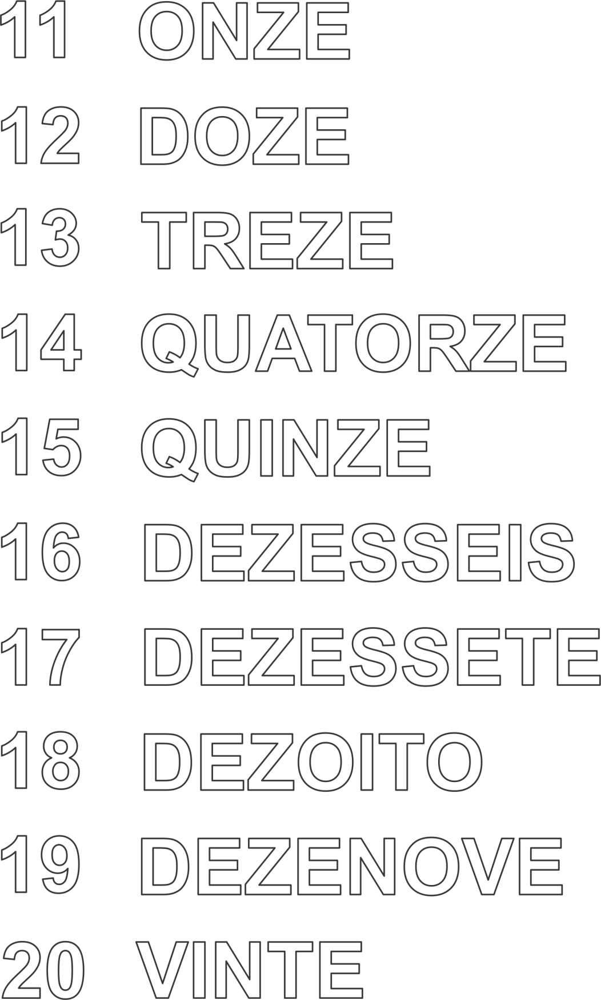 11 ONZE
12 DOZE
13 TREZE
14 QUATORZE
15 QUINZE
16 DEZESSEIS
17 DEZESSETE
18 DEZOITO
19 DEZENOVE
20 VINTE